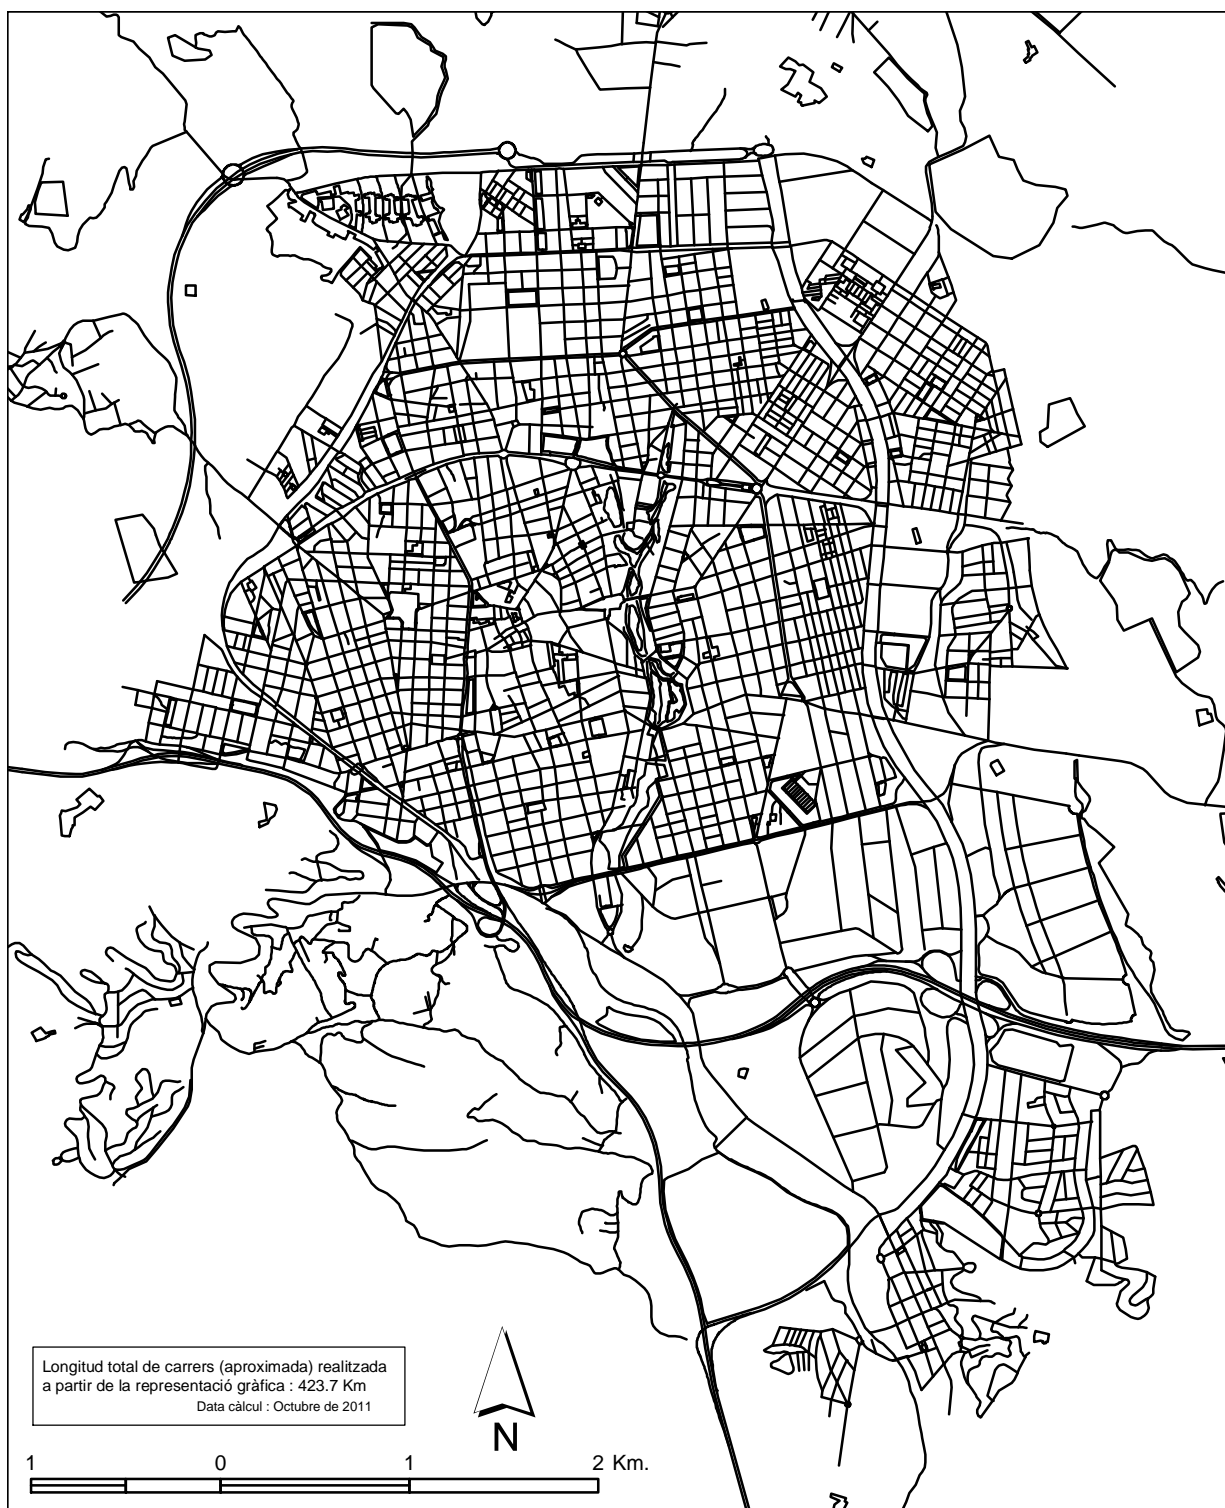 Longitud total de carrers (aproximada) realitzada
a partir de la representació gràfica : 423.7 Km
Data càlcul : Octubre de 2011
N
1 0 1 2 Km.